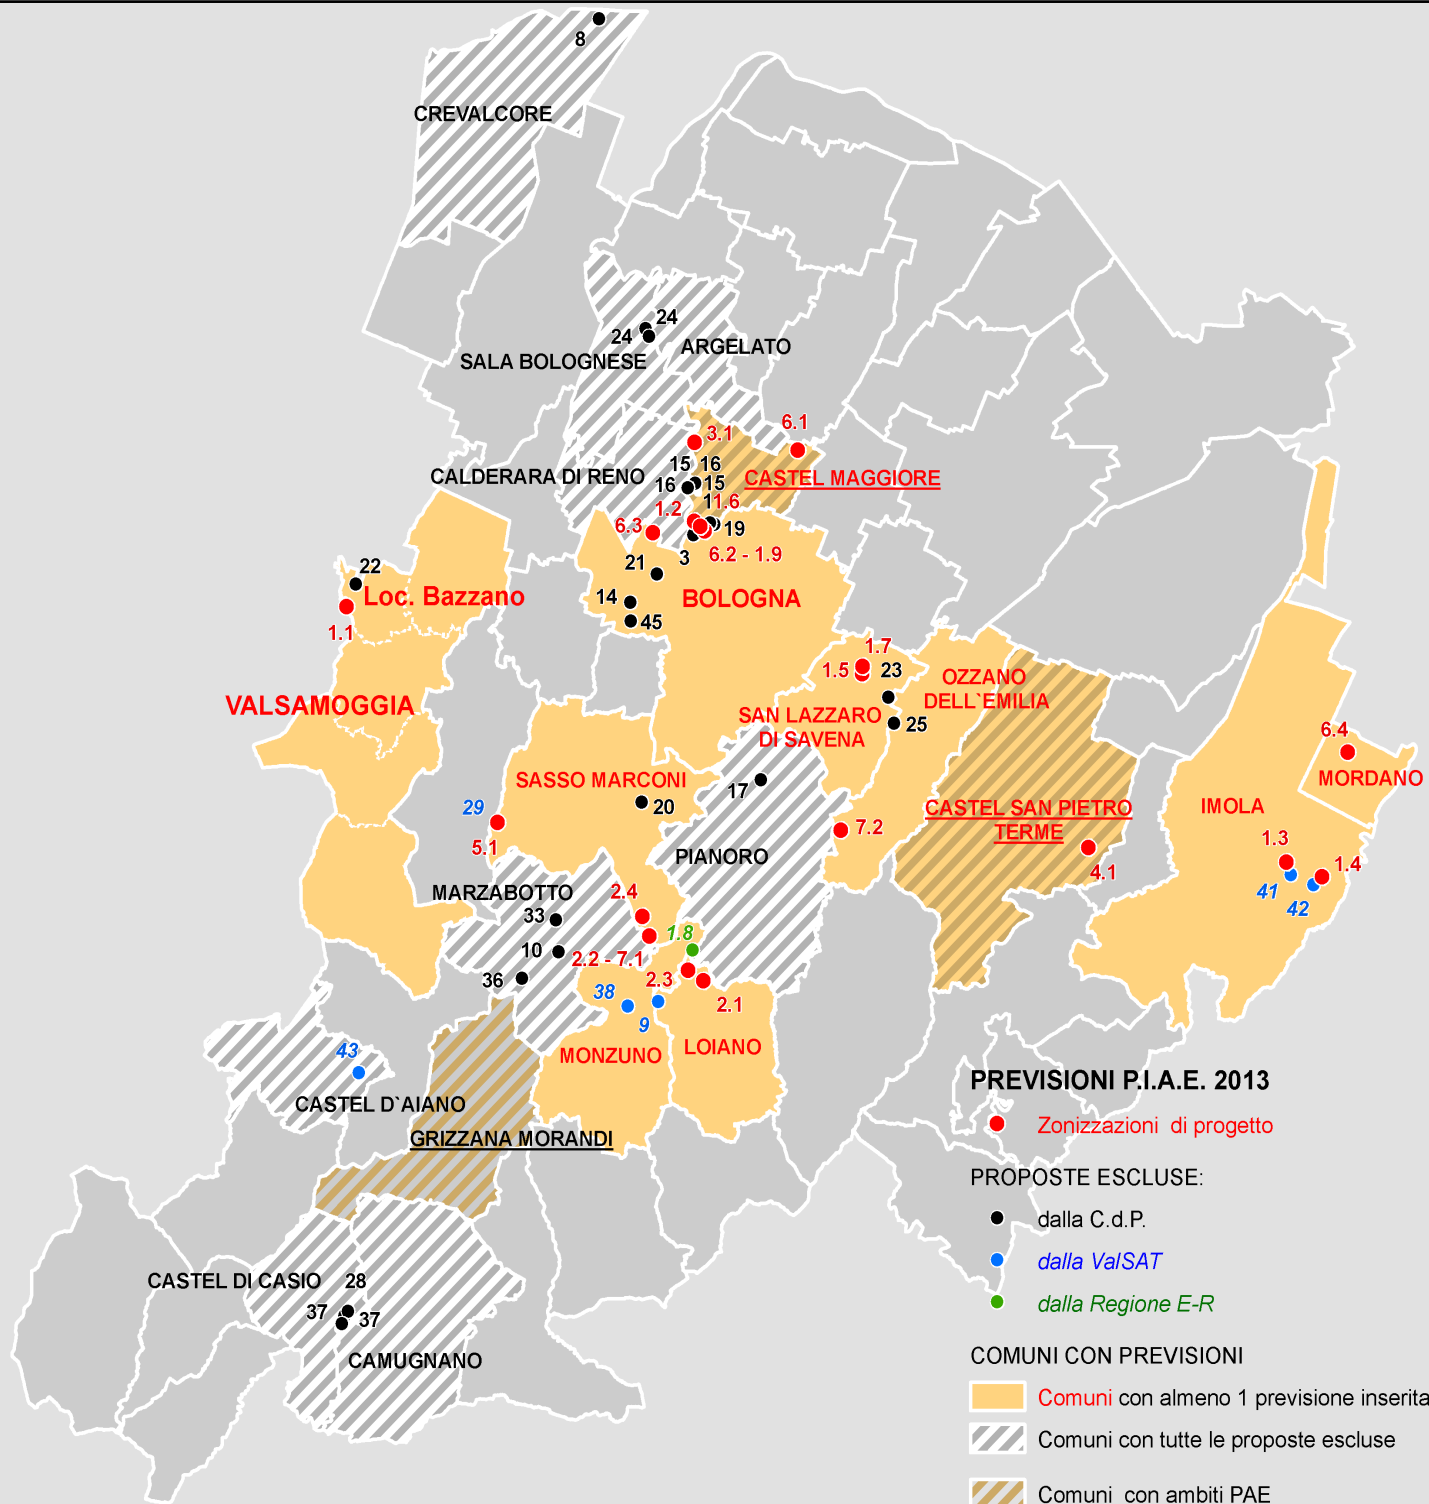 8
CREVALCORE
24
24
ARGELATO
SALA BOLOGNESE
6.1
3.1
15 16
CALDERARA DI RENO
16
15
CASTEL MAGGIORE
1.6
1.2
6.3
19
3
6.2 - 1.9
21
22
Loc. Bazzano
14
BOLOGNA
45
1.1
1.7
1.5
23
OZZANO
DELL`EMILIA
VALSAMOGGIA
SAN LAZZARO
DI SAVENA
25
6.4
MORDANO
SASSO MARCONI
17
20
29
5.1
7.2
CASTEL SAN PIETRO
TERME
IMOLA
1.3
1.4
4.1
41
42
PIANORO
MARZABOTTO
2.4
33
1.8
10
2.2 - 7.1
36
38
2.3
2.1
9
43
MONZUNO
LOIANO
CASTEL D`AIANO
GRIZZANA MORANDI
CASTEL DI CASIO
28
37
37
CAMUGNANO
PREVISIONI P.I.A.E. 2013
Zonizzazioni di progetto
PROPOSTE ESCLUSE:
dalla C.d.P.
dalla ValSAT
dalla Regione E-R
COMUNI CON PREVISIONI
Comuni con almeno 1 previsione inserita
Comuni con tutte le proposte escluse
Comuni con ambiti PAE